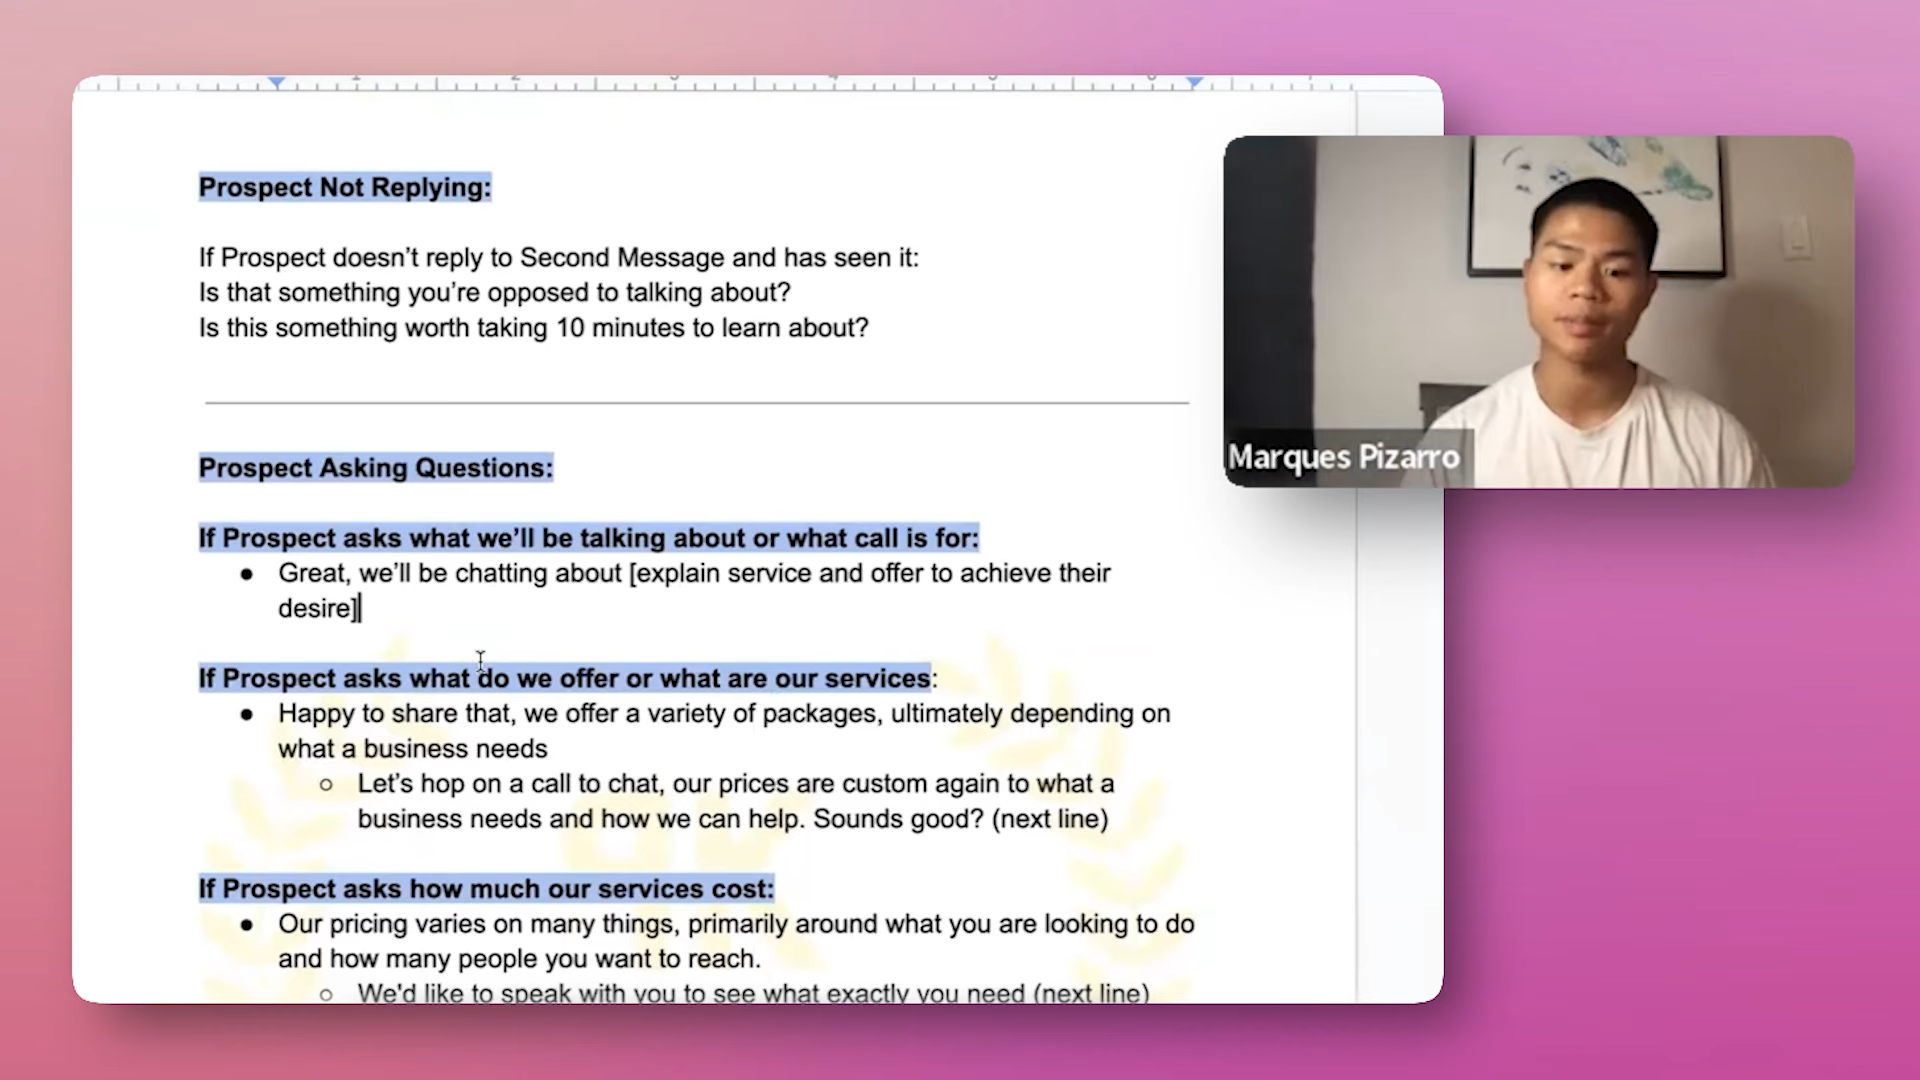 Prospect Not Replying:
If Prospect doesn’t reply to Second Message and has seen it:
Is that something you’re opposed to talking about?
Is this something worth taking 10 minutes to learn about?
Marques Pizarro
Prospect Asking Questions:
If Prospect asks what we’ll be talking about or what call is for:
● Great, we’ll be chatting about [explain service and offer to achieve their
desire]
If Prospect asks what do we offer or what are our services:
● Happy to share that, we offer a variety of packages, ultimately depending on
what a business needs
○ Let’s hop on a call to chat, our prices are custom again to what a
business needs and how we can help. Sounds good? (next line)
If Prospect asks how much our services cost:
● Our pricing varies on many things, primarily around what you are looking to do
and how many people you want to reach.
○ We'd like to speak with you to see what exactly you need (next line)